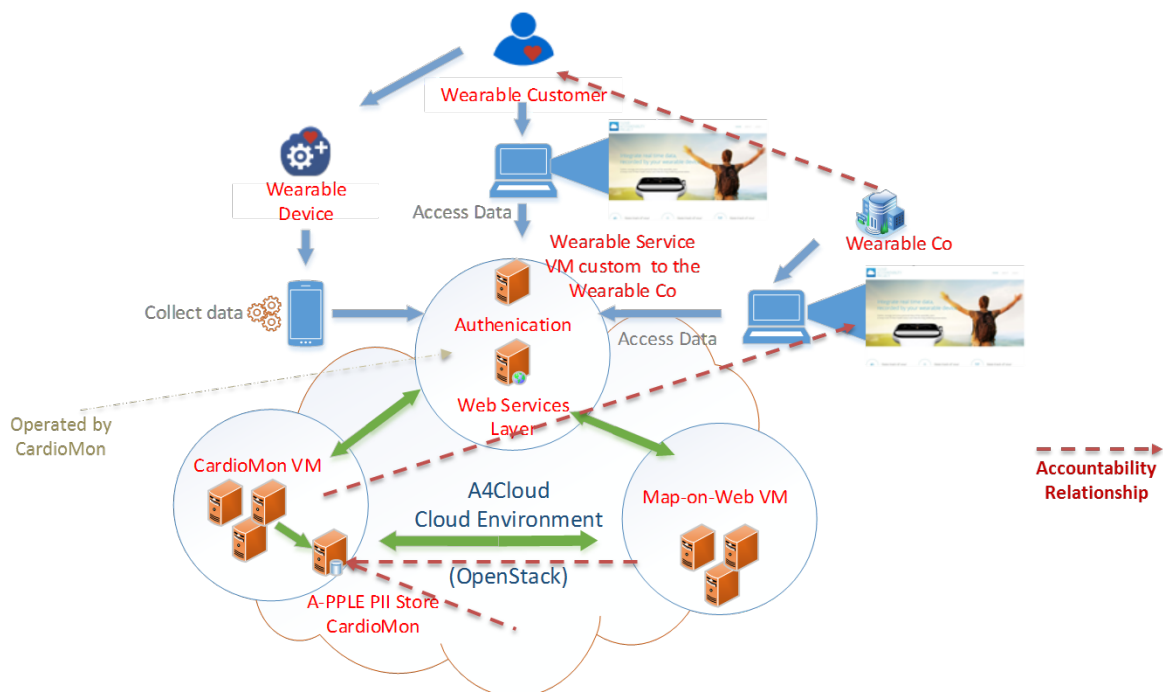 Wearable Customer
Wearable
Device
Access Data
Wearable Co
Wearable Service
VM custom  to the
Wearable Co
Collect data
Authenication
Access Data
Web Services
Layer
Operated by
CardioMon
CardioMon VM
A4Cloud
Cloud Environment
Map-on-Web VM
Accountability
Relationship
(OpenStack)
A-PPLE PII Store
CardioMon